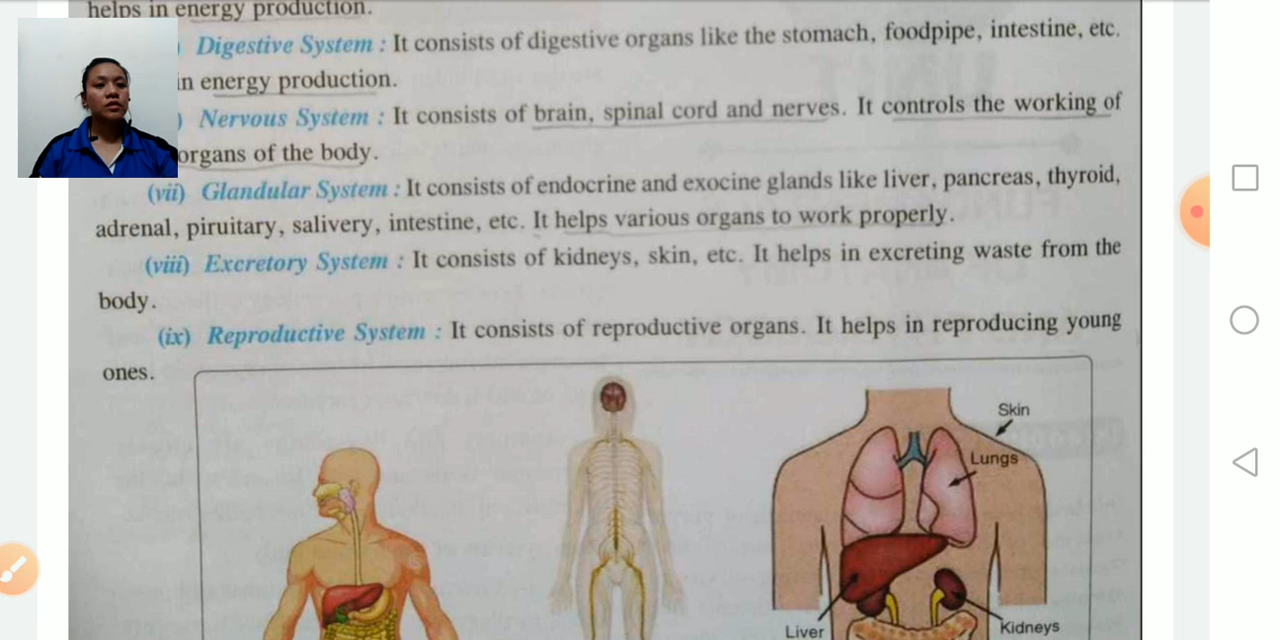 helps in energy production.
) Digestive System : It consists of digestive organs like the stomach, foodpipe, intestine, etc.
in energy production.
) Nervous System : It consists of brain, spinal cord and nerves. It controls the working of
organs of the body.
(vii) Glandular System : It consists of endocrine and exocine glands like liver, pancreas, thyroid,
adrenal, piruitary, salivery, intestine, etc. It helps various organs to work properly.
(viii) Excretory System : It consists of kidneys, skin, etc. It helps in excreting waste from the
body.
(ix) Reproductive System : It consists of reproductive organs. It helps in reproducing young
ones.
Skin
Lungs
Liver
Kidneys